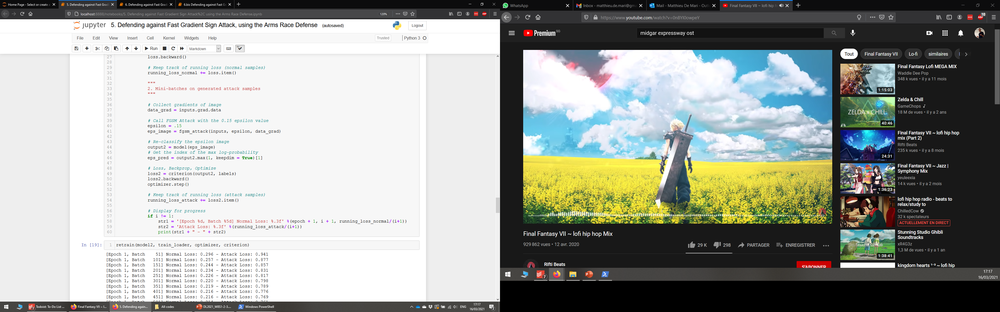 Home Page - Select or create a
5. Defending against Fast Gradi
6. Defending against Fast Grad
6.bis Defending against Fast Gr
localhost:8888/notebooks/5. Defending against Fast Gradient Sign Attack%2C using the Arms Race Defense.ipynb
120%
ABP
jupyter
5. Defending against Fast Gradient Sign Attack, using the Arms Race Defense (autosaved)
Logout
File Edit View Insert Cell Kernel Widgets Help
Trusted
Python 3
Run
Markdown
27 loss.backward()
28
29 # Keep track of running loss (normal samples)
30 running_loss_normal += loss.item()
31
32 """
33 2. Mini-batches on generated attack samples
34 """
35
36 # Collect gradients of image
37 data_grad = inputs.grad.data
38
39 # Call FGSM Attack with the 0.15 epsilon value
40 epsilon = .15
41 eps_image = fgsm_attack(inputs, epsilon, data_grad)
42
43 # Re-classify the epsilon image
44 output2 = model(eps_image)
45 # Get the index of the max log-probability
46 eps_pred = output2.max(1, keepdim = True)[1]
47
48 # Loss, Backprop, Optimize
49 loss2 = criterion(output2, labels)
50 loss2.backward()
51 optimizer.step()
52
53 # Keep track of running loss (attack samples)
54 running_loss_attack += loss2.item()
55
56 # Display for progress
57 if i != 1:
58 str1 = '[Epoch %d, Batch %5d] Normal Loss: %.3f' %(epoch + 1, i + 1, running_loss_normal/(i+1))
59 str2 = 'Attack Loss: %.3f' %(running_loss_attack/(i+1))
60 print(str1 + " - " + str2)
In [19]: 1 retrain(model2, train_loader, optimizer, criterion)
[Epoch 1, Batch 51] Normal Loss: 0.296 - Attack Loss: 0.941
[Epoch 1, Batch 101] Normal Loss: 0.257 - Attack Loss: 0.877
[Epoch 1, Batch 151] Normal Loss: 0.244 - Attack Loss: 0.857
[Epoch 1, Batch 201] Normal Loss: 0.234 - Attack Loss: 0.831
[Epoch 1, Batch 251] Normal Loss: 0.226 - Attack Loss: 0.817
[Epoch 1, Batch 301] Normal Loss: 0.220 - Attack Loss: 0.798
[Epoch 1, Batch 351] Normal Loss: 0.219 - Attack Loss: 0.789
[Epoch 1, Batch 401] Normal Loss: 0.216 - Attack Loss: 0.776
[Epoch 1, Batch 451] Normal Loss: 0.216 - Attack Loss: 0.769
7
Todoist: To-Do List ...
Final Fantasy VII ~ l...
5. Defending again...
All codes
DL2021_W8S1-2-3....
Windows PowerShell
ENG
17:17
16/03/2021
2
WhatsApp
Inbox - matthieu.de.mari@gma
Mail - Matthieu De Mari - Outl
Final Fantasy VII ~ lofi hip h
https://www.youtube.com/watch?v=0nBYI0owpeY
ABP
10
Premium
SG
midgar expressway ost
Tout
Final Fantasy VII
Lo-fi
similaires
Final Fantasy Lofi MEGA MIX
Waddle Dee Pop
348 k vues • il y a 11 mois
1:15:03
Zelda & Chill
GameChops
18 M de vues • il y a 2 ans
ZELDA & CHILL
40:46
Final Fantasy VII ~ lofi hip hop
mix (Part 2)
Rifti Beats
235 k vues • il y a 8 mois
24:31
Final Fantasy VII ~ Jazz |
Symphony Mix
yeuleexia
14 k vues • il y a 2 mois
1:36:23
lofi hip hop radio - beats to
relax/study to
ChilledCow
32 k spectateurs
ACTUELLEMENT EN DIRECT
Stunning Studio Ghibli
Soundtracks
xR4G3z
1,3 M de vues • il y a 1 an
Studio Ghibli
1:38:41
kingdom hearts ¹⁻³ ~ lofi hip
Final Fantasy VII ~ lofi hip hop Mix
929 862 vues • 12 avr. 2020
29 K
298
PARTAGER
ENREGISTRER
Rifti Beats
S'ABONNER
7
17:17
16/03/2021